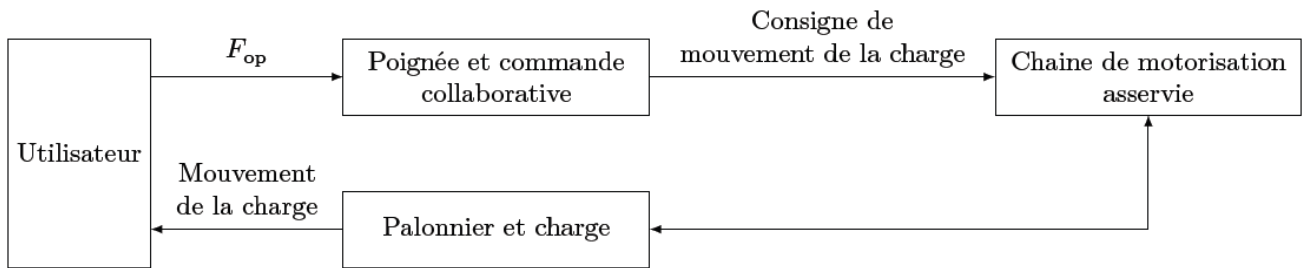 Utilisateur
F_op
Poignée et commande
collaborative
Consigne de
mouvement de la charge
Chaine de motorisation
asservie
Mouvement
de la charge
Palonnier et charge